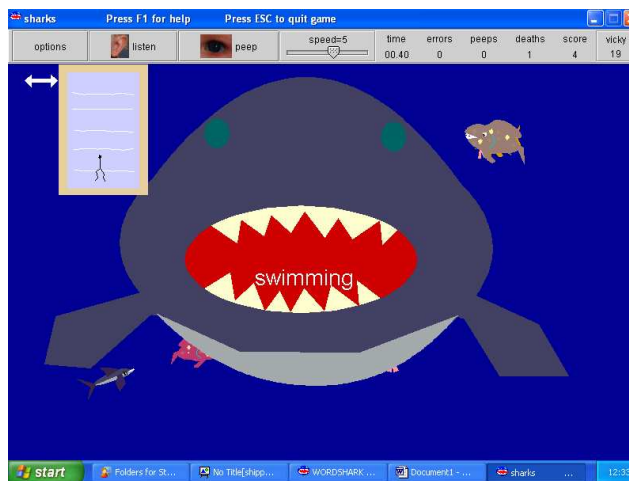 sharks Press F1 for help Press ESC to quit game
options listen peep speed=5 time errors peeps deaths score vicky
00.40 0 0 1 4 19
swimming
start Folders for St... No Title[shipp... WORDSHARK ... Document1 - ... sharks ... 12:33